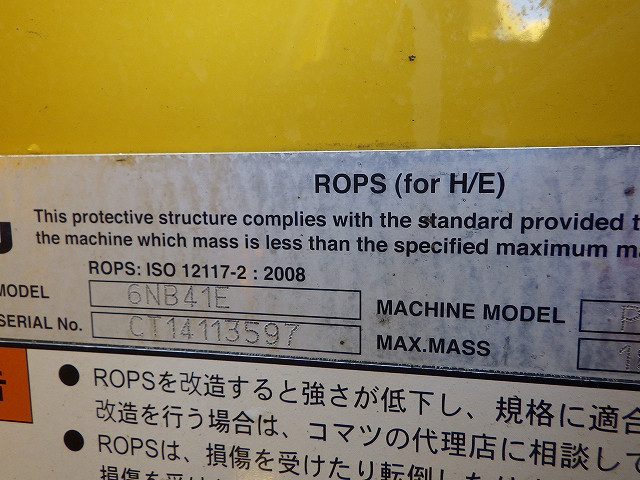 ROPS (for H/E)
U
This protective structure complies with the standard provided
the machine which mass is less than the specified maximum
ROPS: ISO 12117-2 : 2008
MODEL 6NB41E MACHINE MODEL P
SERIAL No. CT14113597 MAX.MASS 1
● ROPSを改造すると強さが低下し、規格に適合
改造を行う場合は、コマツの代理店に相談して
● ROPSは、損傷を受けたり転倒したり